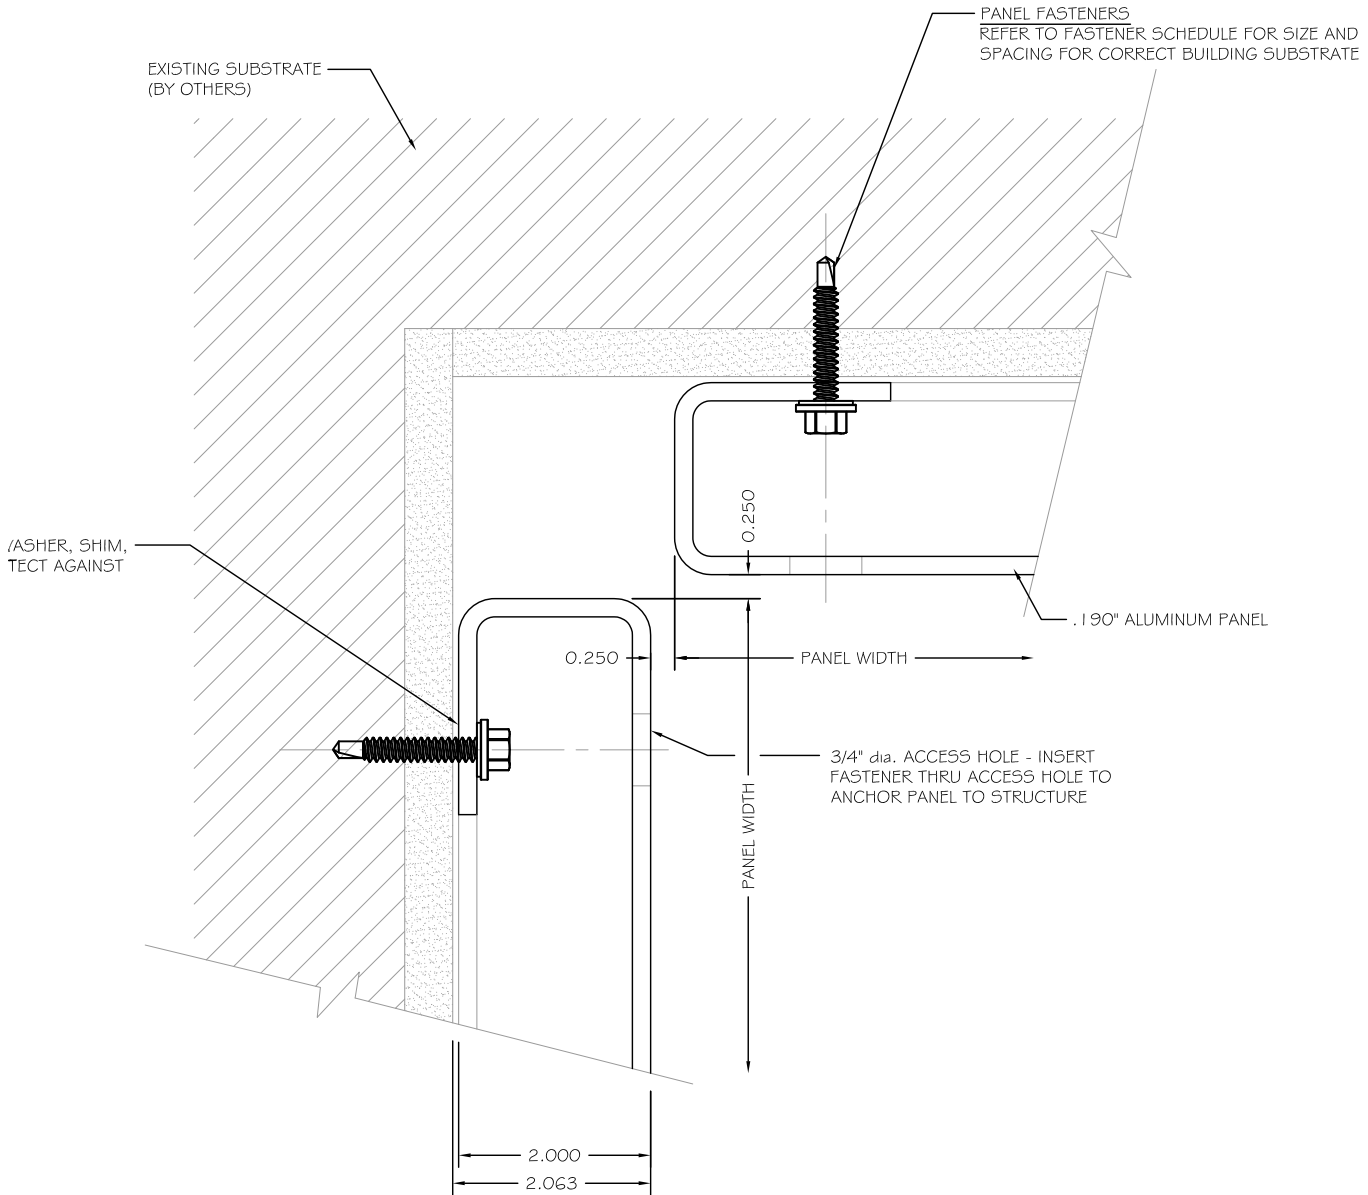 PANEL FASTENERS
REFER TO FASTENER SCHEDULE FOR SIZE AND
SPACING FOR CORRECT BUILDING SUBSTRATE
EXISTING SUBSTRATE
(BY OTHERS)
0.250
/ASHER, SHIM,
TECT AGAINST
.190" ALUMINUM PANEL
0.250
PANEL WIDTH
3/4" dia. ACCESS HOLE - INSERT
FASTENER THRU ACCESS HOLE TO
ANCHOR PANEL TO STRUCTURE
PANEL WIDTH
2.000
2.063